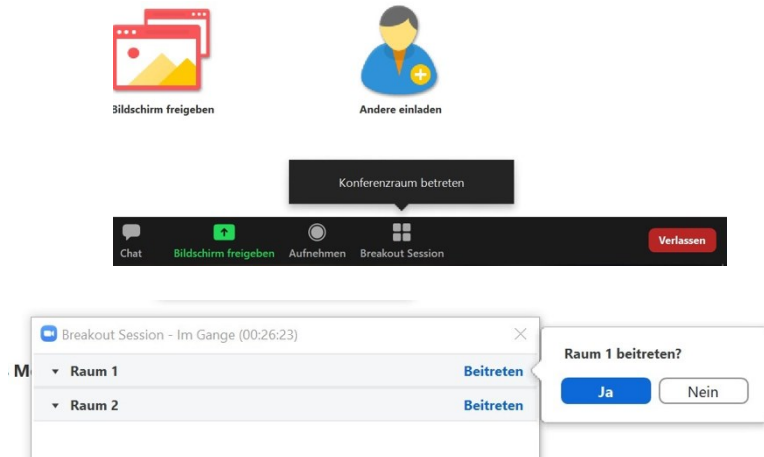 Bildschirm freigeben
Andere einladen
Konferenzraum betreten
Chat
Bildschirm freigeben
Aufnehmen
Breakout Session
Verlassen
Breakout Session - Im Gange (00:26:23)
Raum 1 Beitreten
Raum 2 Beitreten
Raum 1 beitreten?
Ja
Nein